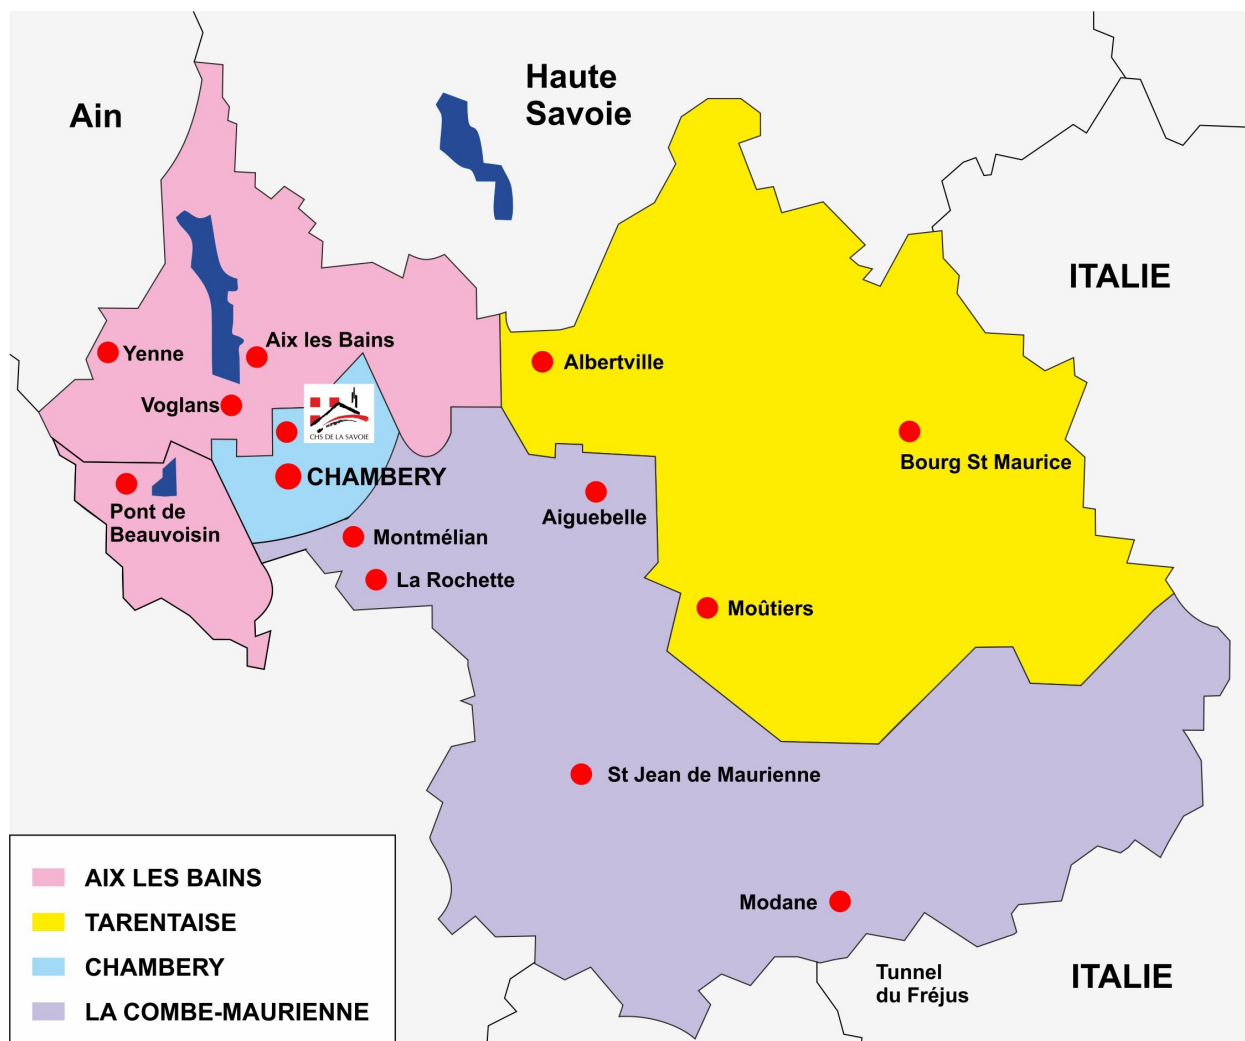 Ain
Haute
Savoie
ITALIE
Yenne
Aix les Bains
Albertville
Voglans
CHS DE LA SAVOIE
Bourg St Maurice
CHAMBERY
Pont de
Beauvoisin
Aiguebelle
Montmélian
La Rochette
Moûtiers
St Jean de Maurienne
Modane
Tunnel
du Fréjus
ITALIE
AIX LES BAINS
TARENTAISE
CHAMBERY
LA COMBE-MAURIENNE